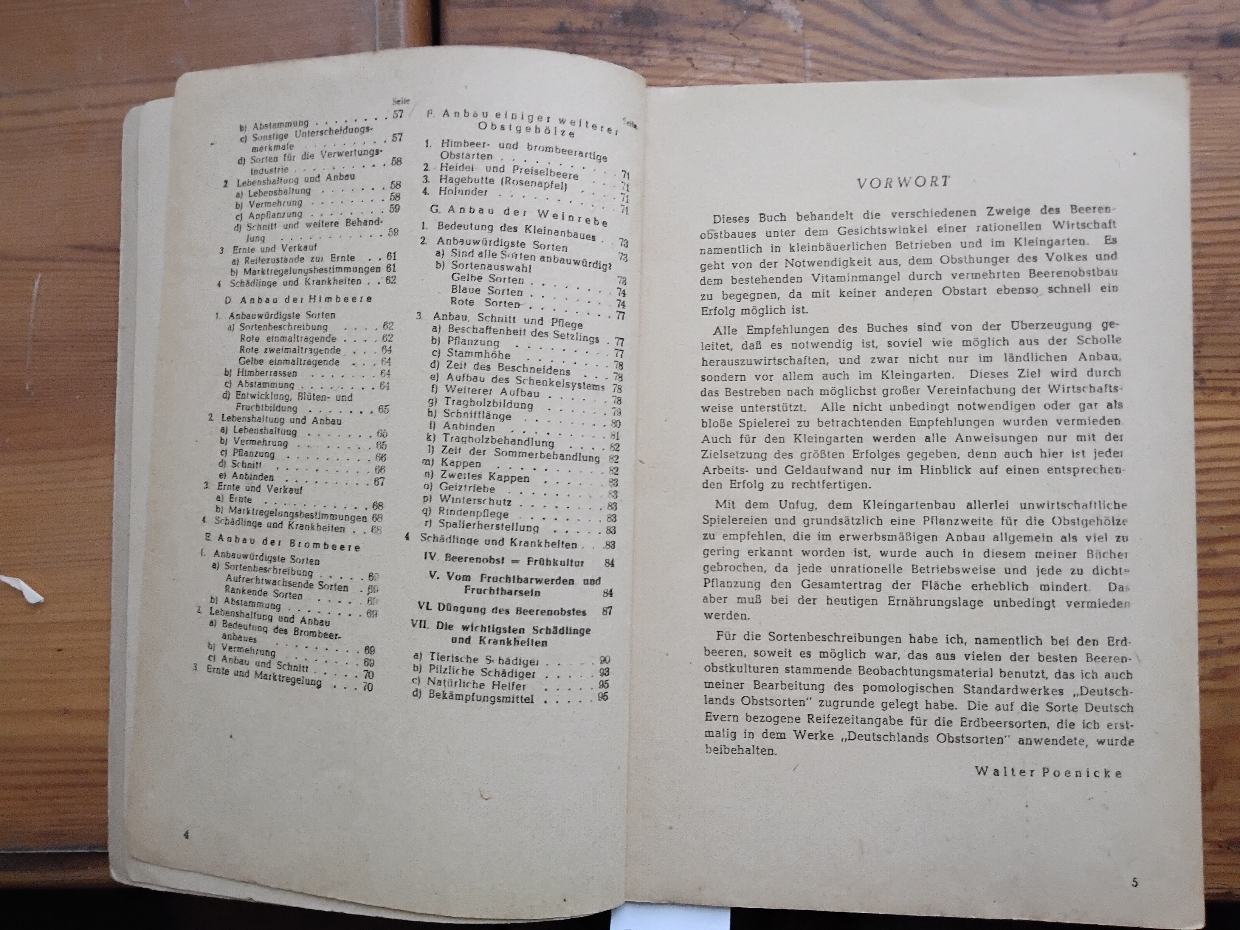 Seite
b) Abstammung . . . . . . . . 57
c) Sonstige Unterscheidungs-
merkmale . . . . . . . . . 57
d) Sorten für die Verwertungs-
industrie . . . . . . . . . 58
2 Lebenshaltung und Anbau
a) Lebenshaltung . . . . . . . 58
b) Vermehrung . . . . . . . . 58
c) Anpflanzung . . . . . . . . 59
d) Schnitt und weitere Behand-
lung . . . . . . . . . . 59
3 Ernte und Verkauf
a) Reifezustände zur Ernte . . 61
b) Marktregelungsbestimmungen 61
4 Schädlinge und Krankheiten . . 62
D Anbau der Himbeere
1. Anbauwürdigste Sorten
a) Sortenbeschreibung . . . . 62
Rote einmaltragende . . . 62
Rote zweimaltragende . . . 64
Gelbe einmaltragende . . . 64
b) Himberrassen . . . . . . . 64
c) Abstammung . . . . . . . . 64
d) Entwicklung, Blüten- und
Fruchtbildung . . . . . . . 65
2 Lebenshaltung und Anbau
a) Lebenshaltung . . . . . . . 65
b) Vermehrung . . . . . . . . 65
c) Pflanzung . . . . . . . . . 66
d) Schnitt . . . . . . . . . . 66
e) Anbinden . . . . . . . . . 67
3. Ernte und Verkauf
a) Ernte . . . . . . . . . . . 68
b) Marktregelungsbestimmungen 68
4 Schädlinge und Krankheiten . . 68
E Anbau der Brombeere
1. Anbauwürdigste Sorten
a) Sortenbeschreibung . . . . . 69
Aufrechtwachsende Sorten . 69
Rankende Sorten . . . . . 69
b) Abstammung . . . . . . . . 69
2. Lebenshaltung und Anbau
a) Bedeutung des Brombeer-
anbaues . . . . . . . . . 69
b) Vermehrung . . . . . . . . 69
c) Anbau und Schnitt . . . . . 70
3 Ernte und Marktregelung . . . 70
Seite
F. Anbau einiger weiterer
Obstgehölze
1. Himbeer- und brombeerartige
Obstarten . . . . . . . . . 71
2. Heidel- und Preiselbeere . . . 71
3. Hagebutte (Rosenapfel) . . . 71
4. Holunder . . . . . . . . . . 71
G. Anbau der Weinrebe
1. Bedeutung des Kleinanbaues . . 73
2. Anbauwürdigste Sorten
a) Sind alle Sorten anbauwürdig? 73
b) Sortenauswahl
Gelbe Sorten . . . . . . . 73
Blaue Sorten . . . . . . . 74
Rote Sorten . . . . . . . 77
3. Anbau, Schnitt und Pflege
a) Beschaffenheit des Setzlings . 77
b) Pflanzung . . . . . . . . . 77
c) Stammhöhe . . . . . . . . 78
d) Zeit des Beschneidens . . . 78
e) Aufbau des Schenkelsystems 78
f) Weiterer Aufbau . . . . . . 78
g) Tragholzbildung . . . . . . 79
h) Schnittlänge . . . . . . . . 80
i) Anbinden . . . . . . . . . 81
k) Tragholzbehandlung . . . . 82
l) Zeit der Sommerbehandlung 82
m) Kappen . . . . . . . . . . 82
n) Zweites Kappen . . . . . . 83
o) Geiztriebe . . . . . . . . . 83
p) Winterschutz . . . . . . . . 83
q) Rindenpflege . . . . . . . . 83
r) Spalierherstellung . . . . . 83
4 Schädlinge und Krankheiten . . 83
IV. Beerenobst = Frühkultur 84
V. Vom Fruchtbarwerden und
Fruchtbarsein 84
VI. Düngung des Beerenobstes 87
VII. Die wichtigsten Schädlinge
und Krankheiten
a) Tierische Schädiger . . . . . 90
b) Pilzliche Schädiger . . . . . 93
c) Natürliche Helfer . . . . . 95
d) Bekämpfungsmittel . . . . . 95
4
VORWORT
Dieses Buch behandelt die verschiedenen Zweige des Beeren-
obstbaues unter dem Gesichtswinkel einer rationellen Wirtschaft
namentlich in kleinbäuerlichen Betrieben und im Kleingarten. Es
geht von der Notwendigkeit aus, dem Obsthunger des Volkes und
dem bestehenden Vitaminmangel durch vermehrten Beerenobstbau
zu begegnen, da mit keiner anderen Obstart ebenso schnell ein
Erfolg möglich ist.
Alle Empfehlungen des Buches sind von der Überzeugung ge-
leitet, daß es notwendig ist, soviel wie möglich aus der Scholle
herauszuwirtschaften, und zwar nicht nur im ländlichen Anbau,
sondern vor allem auch im Kleingarten. Dieses Ziel wird durch
das Bestreben nach möglichst großer Vereinfachung der Wirtschafts-
weise unterstützt. Alle nicht unbedingt notwendigen oder gar als
bloße Spielerei zu betrachtenden Empfehlungen wurden vermieden
Auch für den Kleingarten werden alle Anweisungen nur mit der
Zielsetzung des größten Erfolges gegeben, denn auch hier ist jeder
Arbeits- und Geldaufwand nur im Hinblick auf einen entsprechen-
den Erfolg zu rechtfertigen.
Mit dem Unfug, dem Kleingartenbau allerlei unwirtschaftliche
Spielereien und grundsätzlich eine Pflanzweite für die Obstgehölze
zu empfehlen, die im erwerbsmäßigen Anbau allgemein als viel zu
gering erkannt worden ist, wurde auch in diesem meiner Bücher
gebrochen, da jede unrationelle Betriebsweise und jede zu dichte
Pflanzung den Gesamtertrag der Fläche erheblich mindert. Das
aber muß bei der heutigen Ernährungslage unbedingt vermieden
werden.
Für die Sortenbeschreibungen habe ich, namentlich bei den Erd-
beeren, soweit es möglich war, das aus vielen der besten Beeren-
obstkulturen stammende Beobachtungsmaterial benutzt, das ich auch
meiner Bearbeitung des pomologischen Standardwerkes „Deutsch-
lands Obstsorten" zugrunde gelegt habe. Die auf die Sorte Deutsch
Evern bezogene Reifezeitangabe für die Erdbeersorten, die ich erst-
malig in dem Werke „Deutschlands Obstsorten" anwendete, wurde
beibehalten.
Walter Poenicke
5